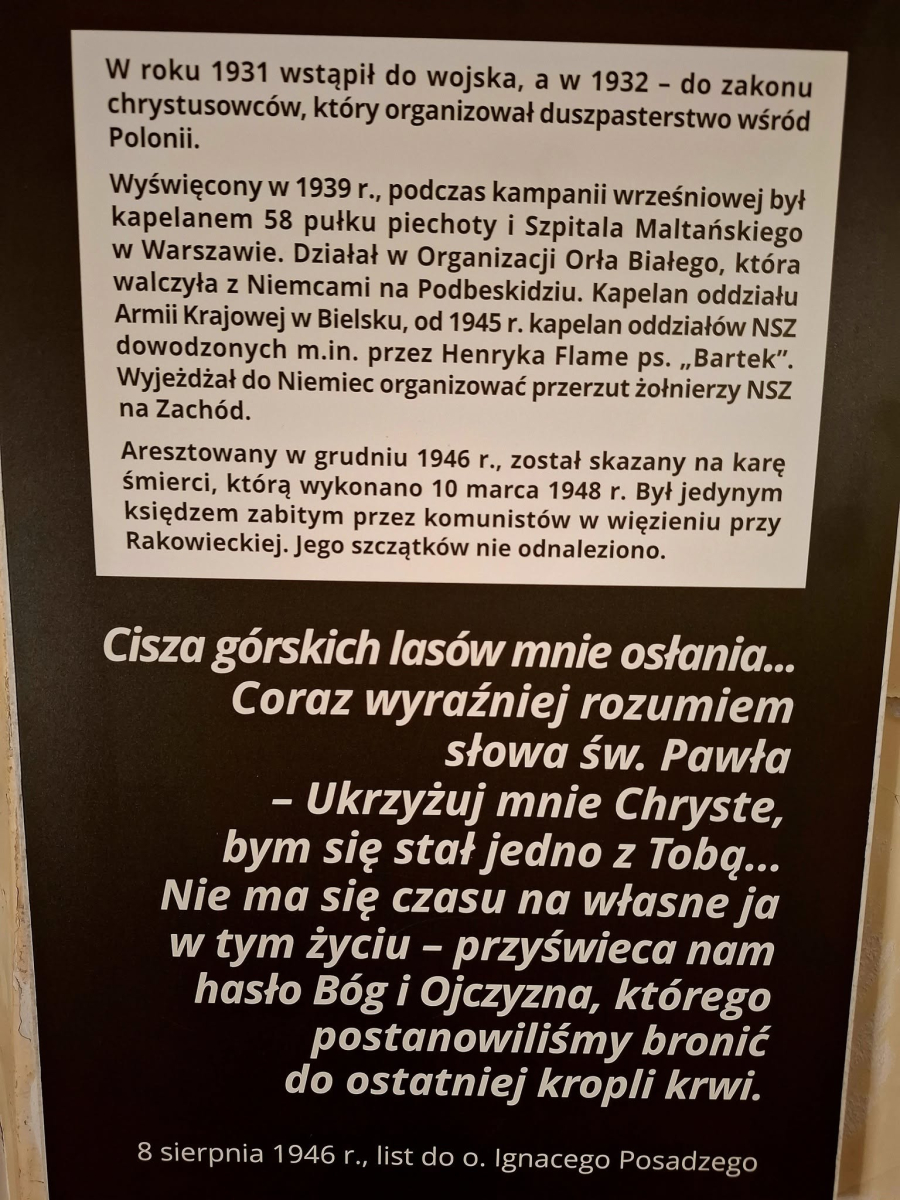 W roku 1931 wstąpił do wojska, a w 1932 – do zakonu
chrystusowców, który organizował duszpasterstwo wśród
Polonii.
Wyświęcony w 1939 r., podczas kampanii wrześniowej był
kapelanem 58 pułku piechoty i Szpitala Maltańskiego
w Warszawie. Działał w Organizacji Orła Białego, która
walczyła z Niemcami na Podbeskidziu. Kapelan oddziału
Armii Krajowej w Bielsku, od 1945 r. kapelan oddziałów NSZ
dowodzonych m.in. przez Henryka Flame ps. „Bartek”.
Wyjeżdżał do Niemiec organizować przerzut żołnierzy NSZ
na Zachód.
Aresztowany w grudniu 1946 r., został skazany na karę
śmierci, którą wykonano 10 marca 1948 r. Był jedynym
księdzem zabitym przez komunistów w więzieniu przy
Rakowieckiej. Jego szczątków nie odnaleziono.
Cisza górskich lasów mnie osłania...
Coraz wyraźniej rozumiem
słowa św. Pawła
– Ukrzyżuj mnie Chryste,
bym się stał jedno z Tobą...
Nie ma się czasu na własne ja
w tym życiu – przyświeca nam
hasło Bóg i Ojczyzna, którego
postanowiliśmy bronić
do ostatniej kropli krwi.
8 sierpnia 1946 r., list do o. Ignacego Posadzego